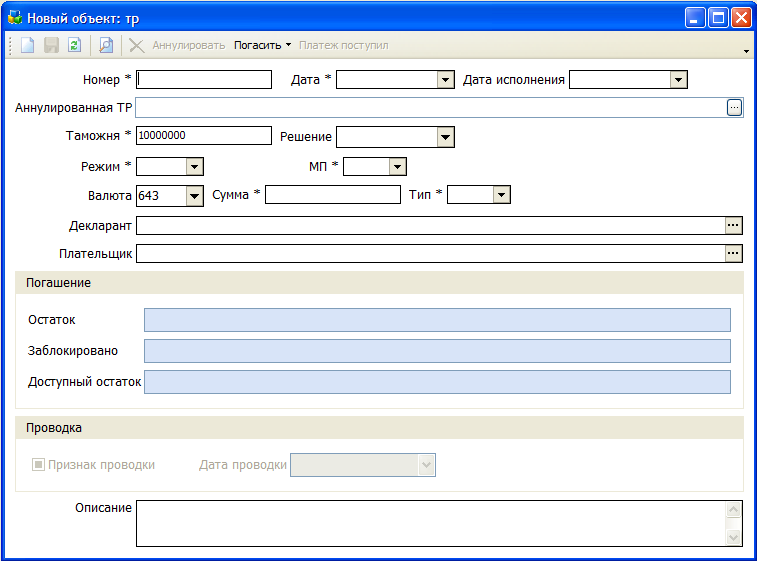 Новый объект: тр
Аннулировать Погасить Платеж поступил
Номер * Дата * Дата исполнения
Аннулированная ТР ...
Таможня * 10000000 Решение
Режим * МП *
Валюта 643 Сумма * Тип *
Декларант ...
Плательщик ...
Погашение
Остаток
Заблокировано
Доступный остаток
Проводка
Признак проводки Дата проводки
Описание